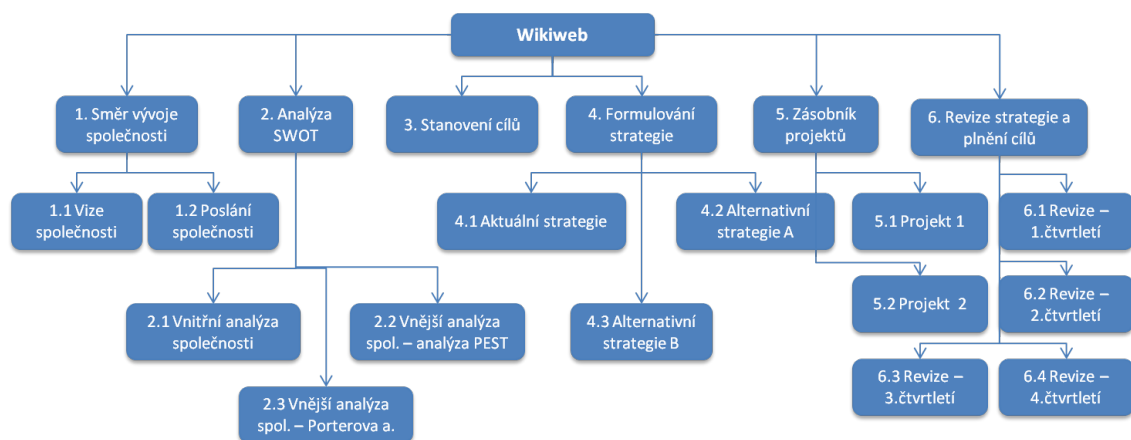 Wikiweb
1. Směr vývoje
společnosti
2. Analýza
SWOT
3. Stanovení cílů
4. Formulování
strategie
5. Zásobník
projektů
6. Revize strategie a
plnění cílů
1.1 Vize
společnosti
1.2 Poslání
společnosti
4.1 Aktuální strategie
4.2 Alternativní
strategie A
5.1 Projekt 1
6.1 Revize –
1.čtvrtletí
2.1 Vnitřní analýza
společnosti
2.2 Vnější analýza
spol. – analýza PEST
4.3 Alternativní
strategie B
5.2 Projekt 2
6.2 Revize –
2.čtvrtletí
2.3 Vnější analýza
spol. – Porterova a.
6.3 Revize –
3.čtvrtletí
6.4 Revize –
4.čtvrtletí